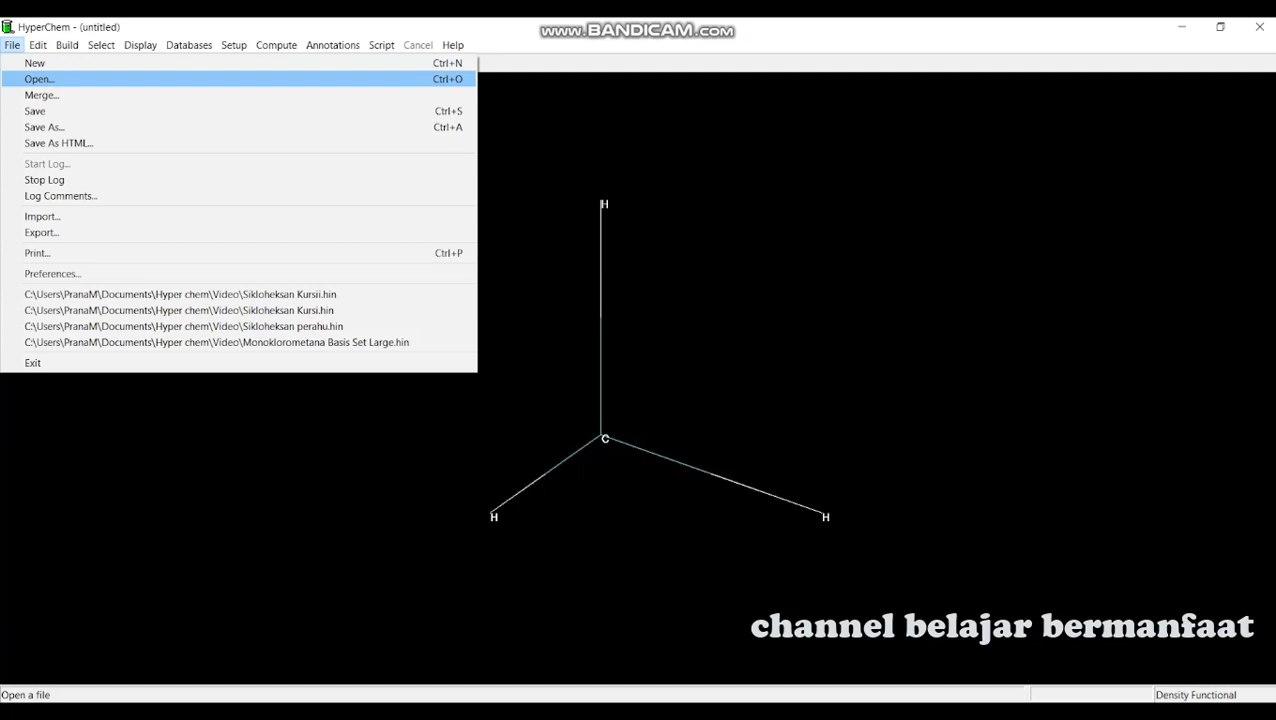 HyperChem - (untitled)
www.BANDICAM.com
File Edit Build Select Display Databases Setup Compute Annotations Script Cancel Help
New Ctrl+N
Open... Ctrl+O
Merge...
Save Ctrl+S
Save As... Ctrl+A
Save As HTML...
Start Log...
Stop Log
Log Comments...
Import...
Export...
Print... Ctrl+P
Preferences...
C:\Users\PranaM\Documents\Hyper chem\Video\Sikloheksan Kursii.hin
C:\Users\PranaM\Documents\Hyper chem\Video\Sikloheksan Kursi.hin
C:\Users\PranaM\Documents\Hyper chem\Video\Sikloheksan perahu.hin
C:\Users\PranaM\Documents\Hyper chem\Video\Monoklorometana Basis Set Large.hin
Exit
H
C
H H
channel belajar bermanfaat
Open a file
Density Functional